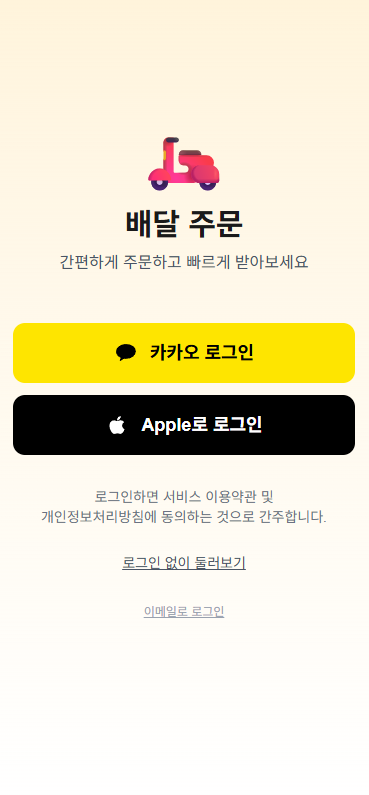 배달 주문
간편하게 주문하고 빠르게 받아보세요
카카오 로그인
Apple로 로그인
로그인하면 서비스 이용약관 및
개인정보처리방침에 동의하는 것으로 간주합니다.
로그인 없이 둘러보기
이메일로 로그인